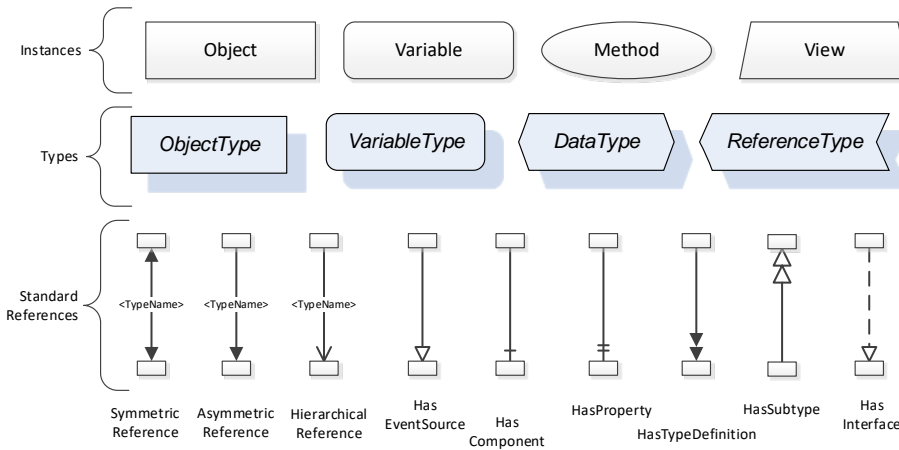 Instances
Object
Variable
Method
View
Types
ObjectType
VariableType
DataType
ReferenceType
Standard
References
<TypeName>
<TypeName>
<TypeName>
Symmetric
Reference
Asymmetric
Reference
Hierarchical
Reference
Has
EventSource
Has
Component
HasProperty
HasTypeDefinition
HasSubtype
Has
Interface